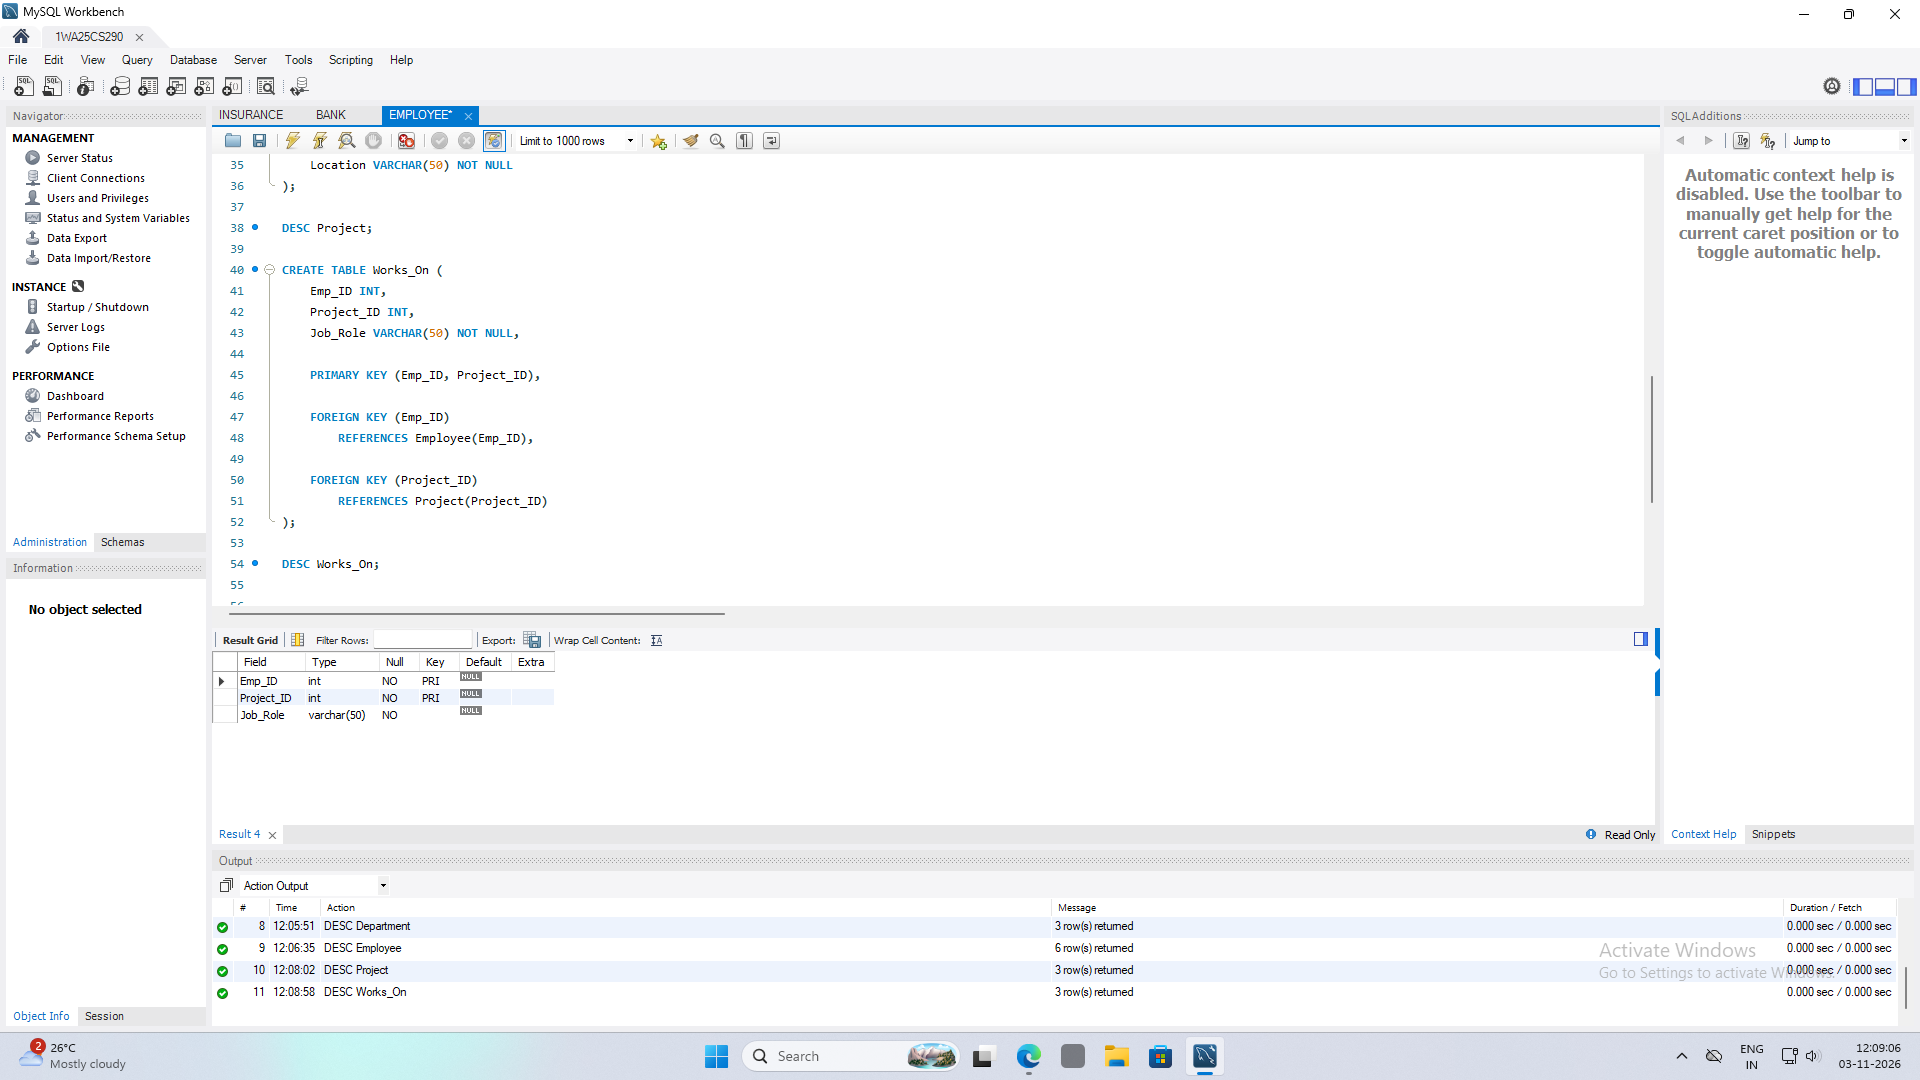 MySQL Workbench
1WA25CS290
File Edit View Query Database Server Tools Scripting Help
Navigator
MANAGEMENT
Server Status
Client Connections
Users and Privileges
Status and System Variables
Data Export
Data Import/Restore
INSTANCE
Startup / Shutdown
Server Logs
Options File
PERFORMANCE
Dashboard
Performance Reports
Performance Schema Setup
Administration Schemas
Information
No object selected
Object Info Session
INSURANCE BANK EMPLOYEE*
Limit to 1000 rows
35 Location VARCHAR(50) NOT NULL
36 );
37
38 DESC Project;
39
40 CREATE TABLE Works_On (
41 Emp_ID INT,
42 Project_ID INT,
43 Job_Role VARCHAR(50) NOT NULL,
44
45 PRIMARY KEY (Emp_ID, Project_ID),
46
47 FOREIGN KEY (Emp_ID)
48 REFERENCES Employee(Emp_ID),
49
50 FOREIGN KEY (Project_ID)
51 REFERENCES Project(Project_ID)
52 );
53
54 DESC Works_On;
55
Result Grid Filter Rows: Export: Wrap Cell Content:
Field Type Null Key Default Extra
Emp_ID int NO PRI NULL
Project_ID int NO PRI NULL
Job_Role varchar(50) NO NULL
Result 4 Read Only
SQLAdditions
Jump to
Automatic context help is
disabled. Use the toolbar to
manually get help for the
current caret position or to
toggle automatic help.
Context Help Snippets
Output
Action Output
# Time Action Message Duration / Fetch
8 12:05:51 DESC Department 3 row(s) returned 0.000 sec / 0.000 sec
9 12:06:35 DESC Employee 6 row(s) returned 0.000 sec / 0.000 sec
10 12:08:02 DESC Project 3 row(s) returned 0.000 sec / 0.000 sec
11 12:08:58 DESC Works_On 3 row(s) returned 0.000 sec / 0.000 sec
Activate Windows
Go to Settings to activate Windows.
2
26°C
Mostly cloudy
Search
ENG
IN
12:09:06
03-11-2026